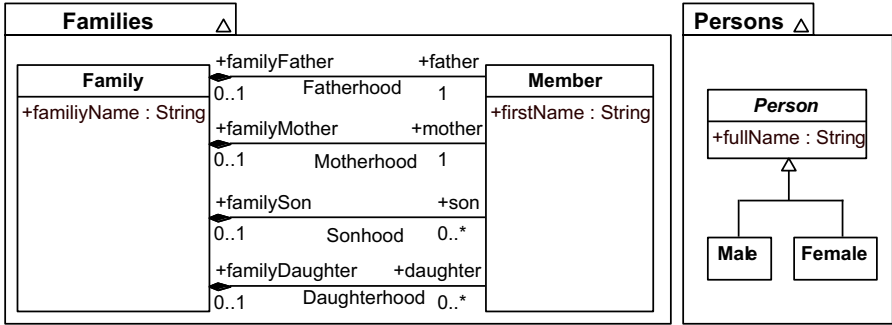 Families
Persons
Family
+familiyName : String
+familyFather
+father
Fatherhood
0..1
1
+familyMother
+mother
0..1
Motherhood
1
+familySon
+son
0..1
Sonhood
0..*
+familyDaughter
+daughter
0..1
Daughterhood
0..*
Member
+firstName : String
Person
+fullName : String
Male
Female